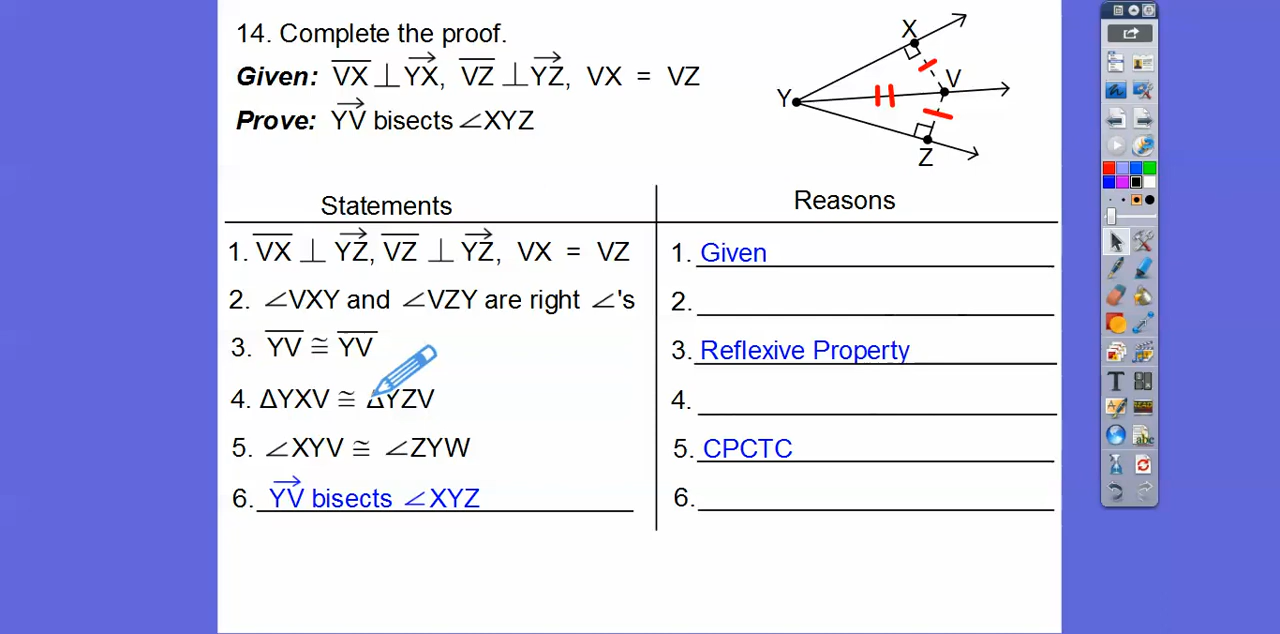 14. Complete the proof.
Given: VX ⊥ YX, VZ ⊥ YZ, VX = VZ
Prove: YV bisects ∠XYZ
X
V
Y
Z
Statements
Reasons
1. VX ⊥ YZ, VZ ⊥ YZ, VX = VZ
1. Given
2. ∠VXY and ∠VZY are right ∠'s
2.
3. YV ≅ YV
3. Reflexive Property
4. ΔYXV ≅ ΔYZV
4.
5. ∠XYV ≅ ∠ZYW
5. CPCTC
6. YV bisects ∠XYZ
6.